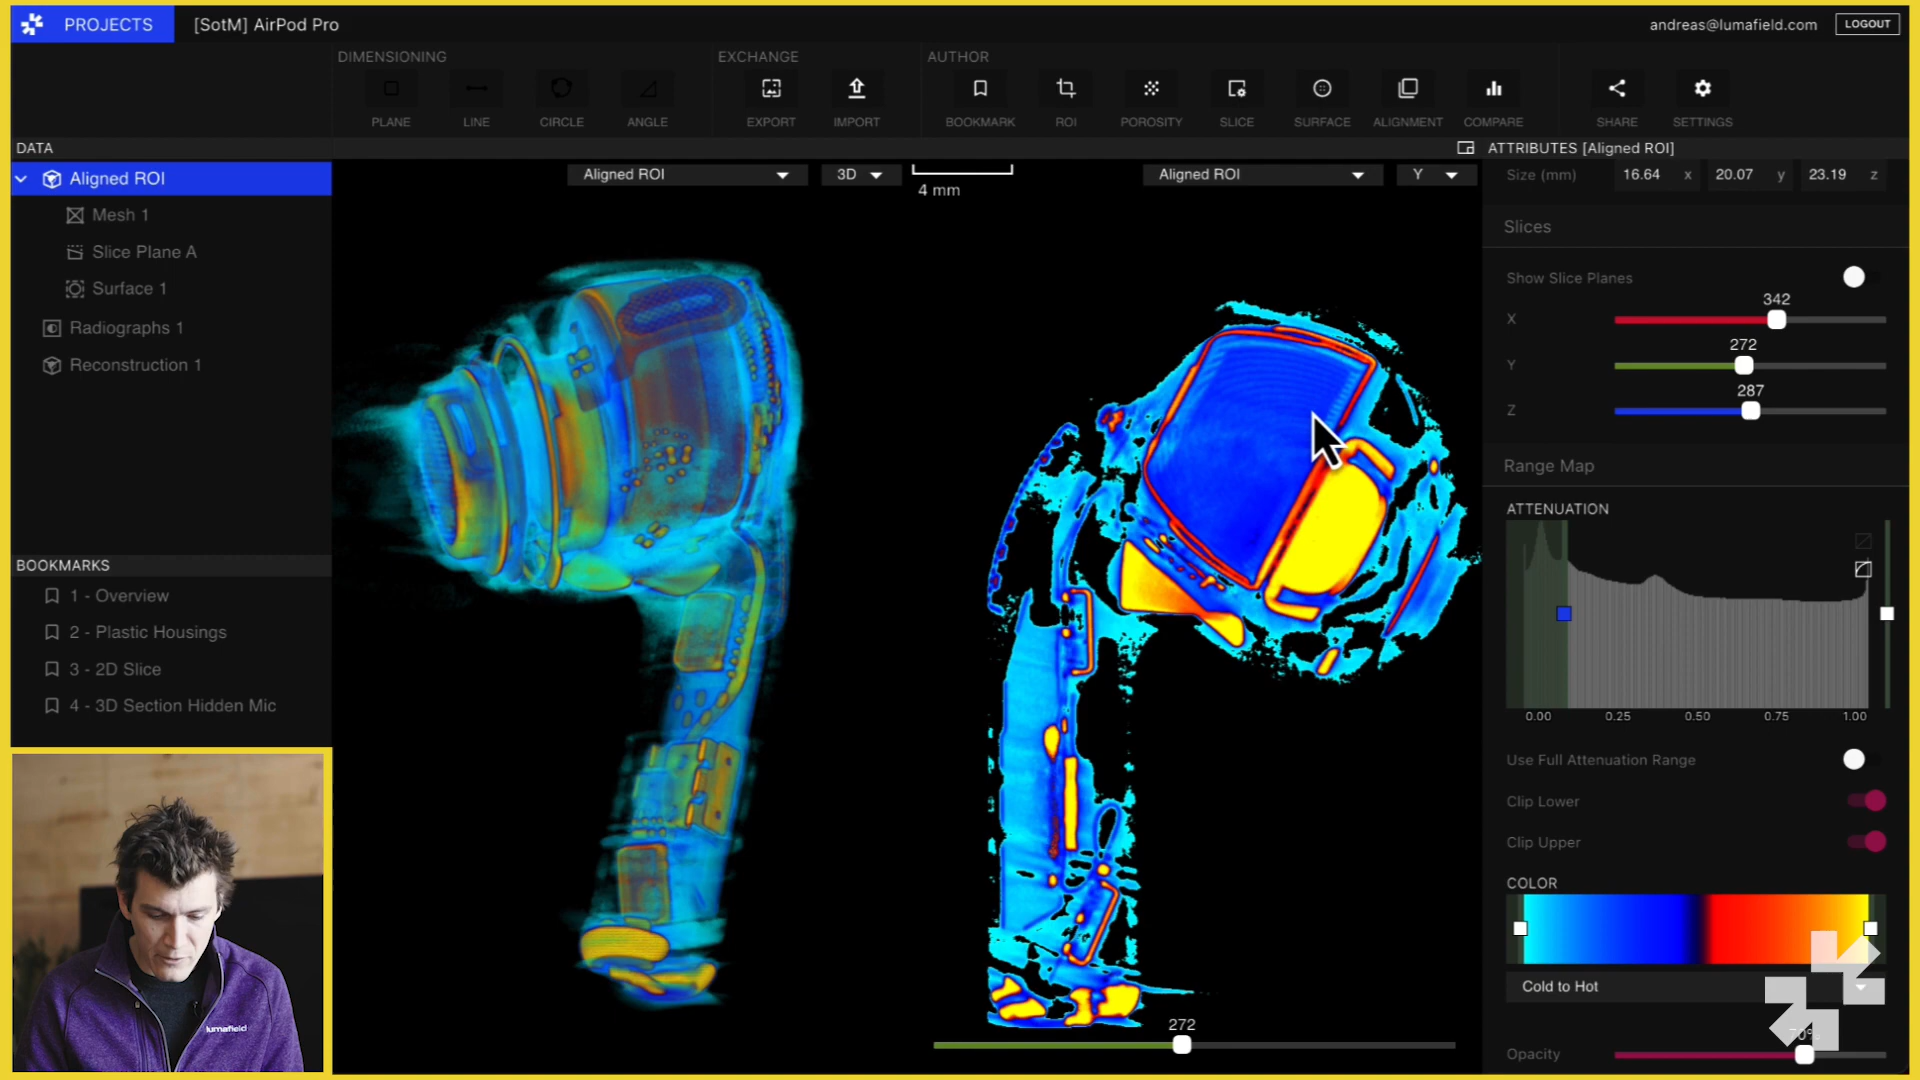 PROJECTS
[SotM] AirPod Pro
andreas@lumafield.com
LOGOUT
DIMENSIONING
EXCHANGE
AUTHOR
PLANE
LINE
CIRCLE
ANGLE
EXPORT
IMPORT
BOOKMARK
ROI
POROSITY
SLICE
SURFACE
ALIGNMENT
COMPARE
SHARE
SETTINGS
DATA
Aligned ROI
Mesh 1
Slice Plane A
Surface 1
Radiographs 1
Reconstruction 1
BOOKMARKS
1 - Overview
2 - Plastic Housings
3 - 2D Slice
4 - 3D Section Hidden Mic
lumafield
Aligned ROI
3D
4 mm
Aligned ROI
Y
272
ATTRIBUTES [Aligned ROI]
Size (mm) 16.64 x 20.07 y 23.19 z
Slices
Show Slice Planes
342
X
272
Y
287
Z
Range Map
ATTENUATION
0.00 0.25 0.50 0.75 1.00
Use Full Attenuation Range
Clip Lower
Clip Upper
COLOR
Cold to Hot
Opacity